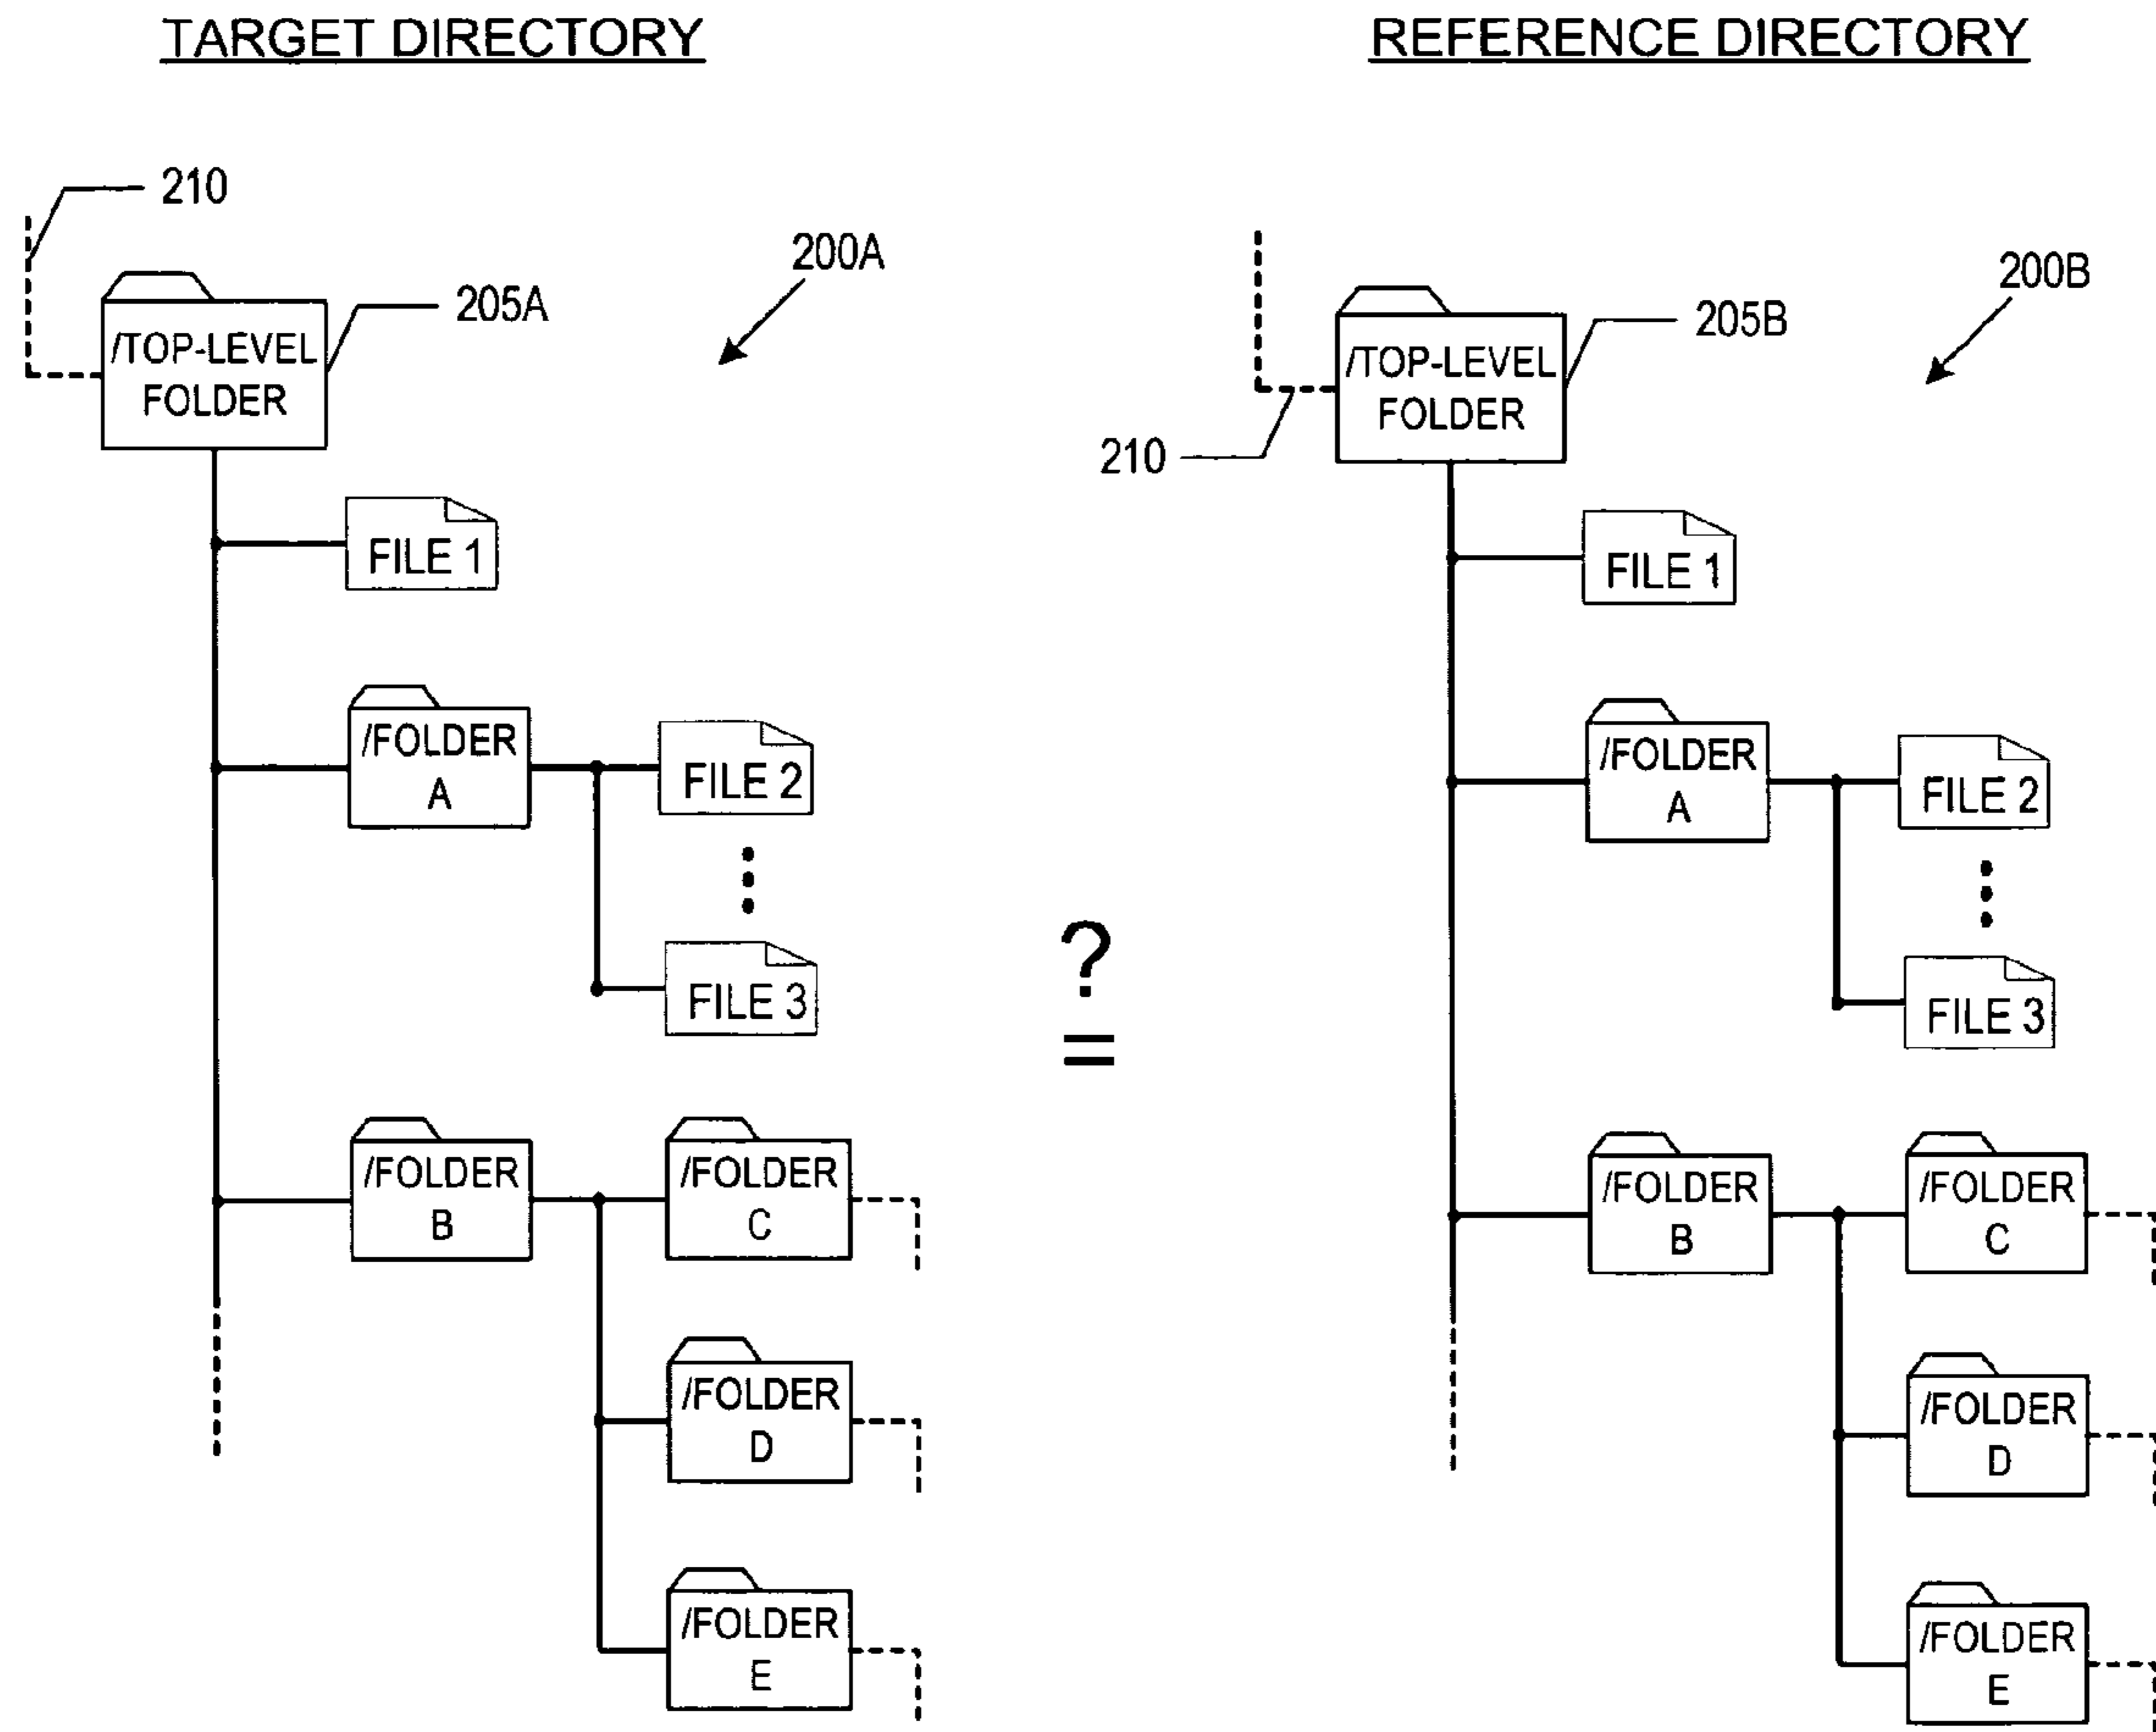 TARGET DIRECTORY
210
200A
205A
/TOP-LEVEL
FOLDER
FILE 1
/FOLDER
A
FILE 2
FILE 3
/FOLDER
B
/FOLDER
C
/FOLDER
D
/FOLDER
E
?
=
REFERENCE DIRECTORY
200B
205B
/TOP-LEVEL
FOLDER
210
FILE 1
/FOLDER
A
FILE 2
FILE 3
/FOLDER
B
/FOLDER
C
/FOLDER
D
/FOLDER
E